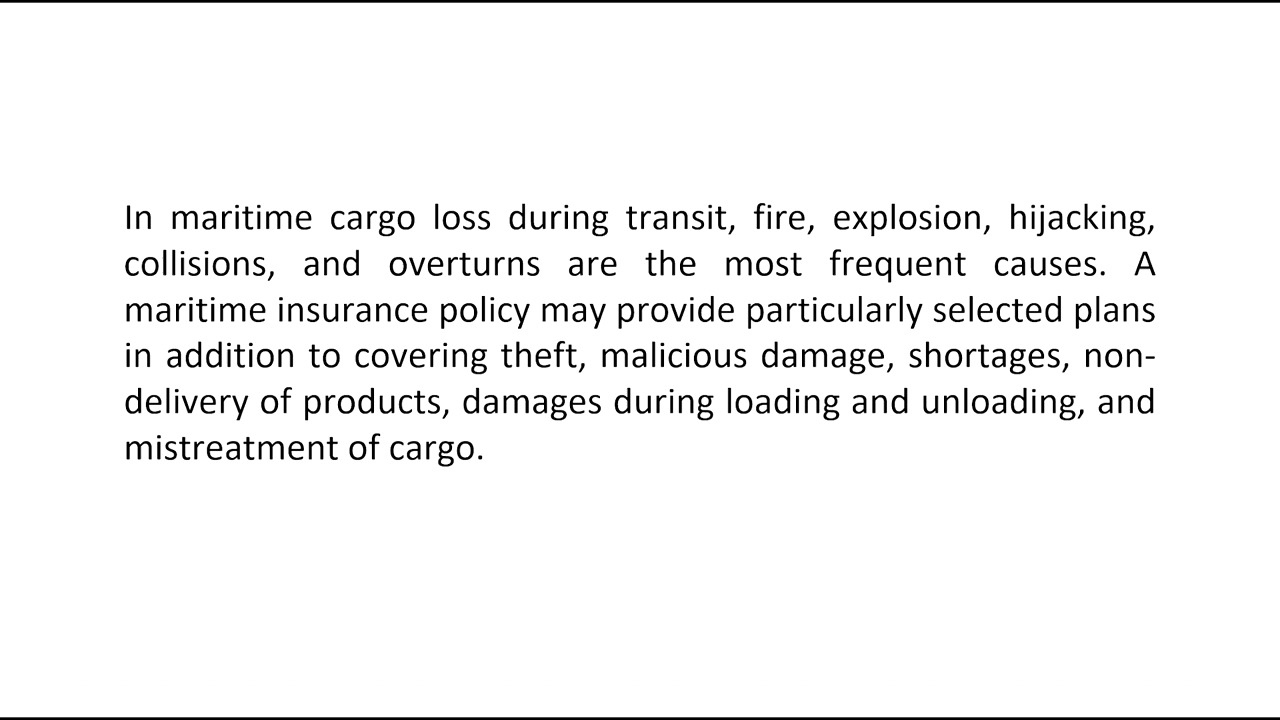 In maritime cargo loss during transit, fire, explosion, hijacking,
collisions, and overturns are the most frequent causes. A
maritime insurance policy may provide particularly selected plans
in addition to covering theft, malicious damage, shortages, non-
delivery of products, damages during loading and unloading, and
mistreatment of cargo.